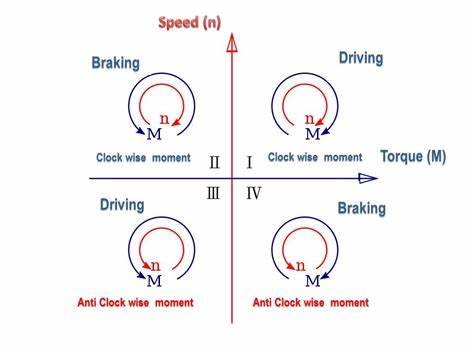 Speed (n)
Braking
Driving
n
M
n
M
Clock wise moment
II
I
Clock wise moment
Torque (M)
III
IV
Driving
Braking
n
M
n
M
Anti Clock wise moment
Anti Clock wise moment